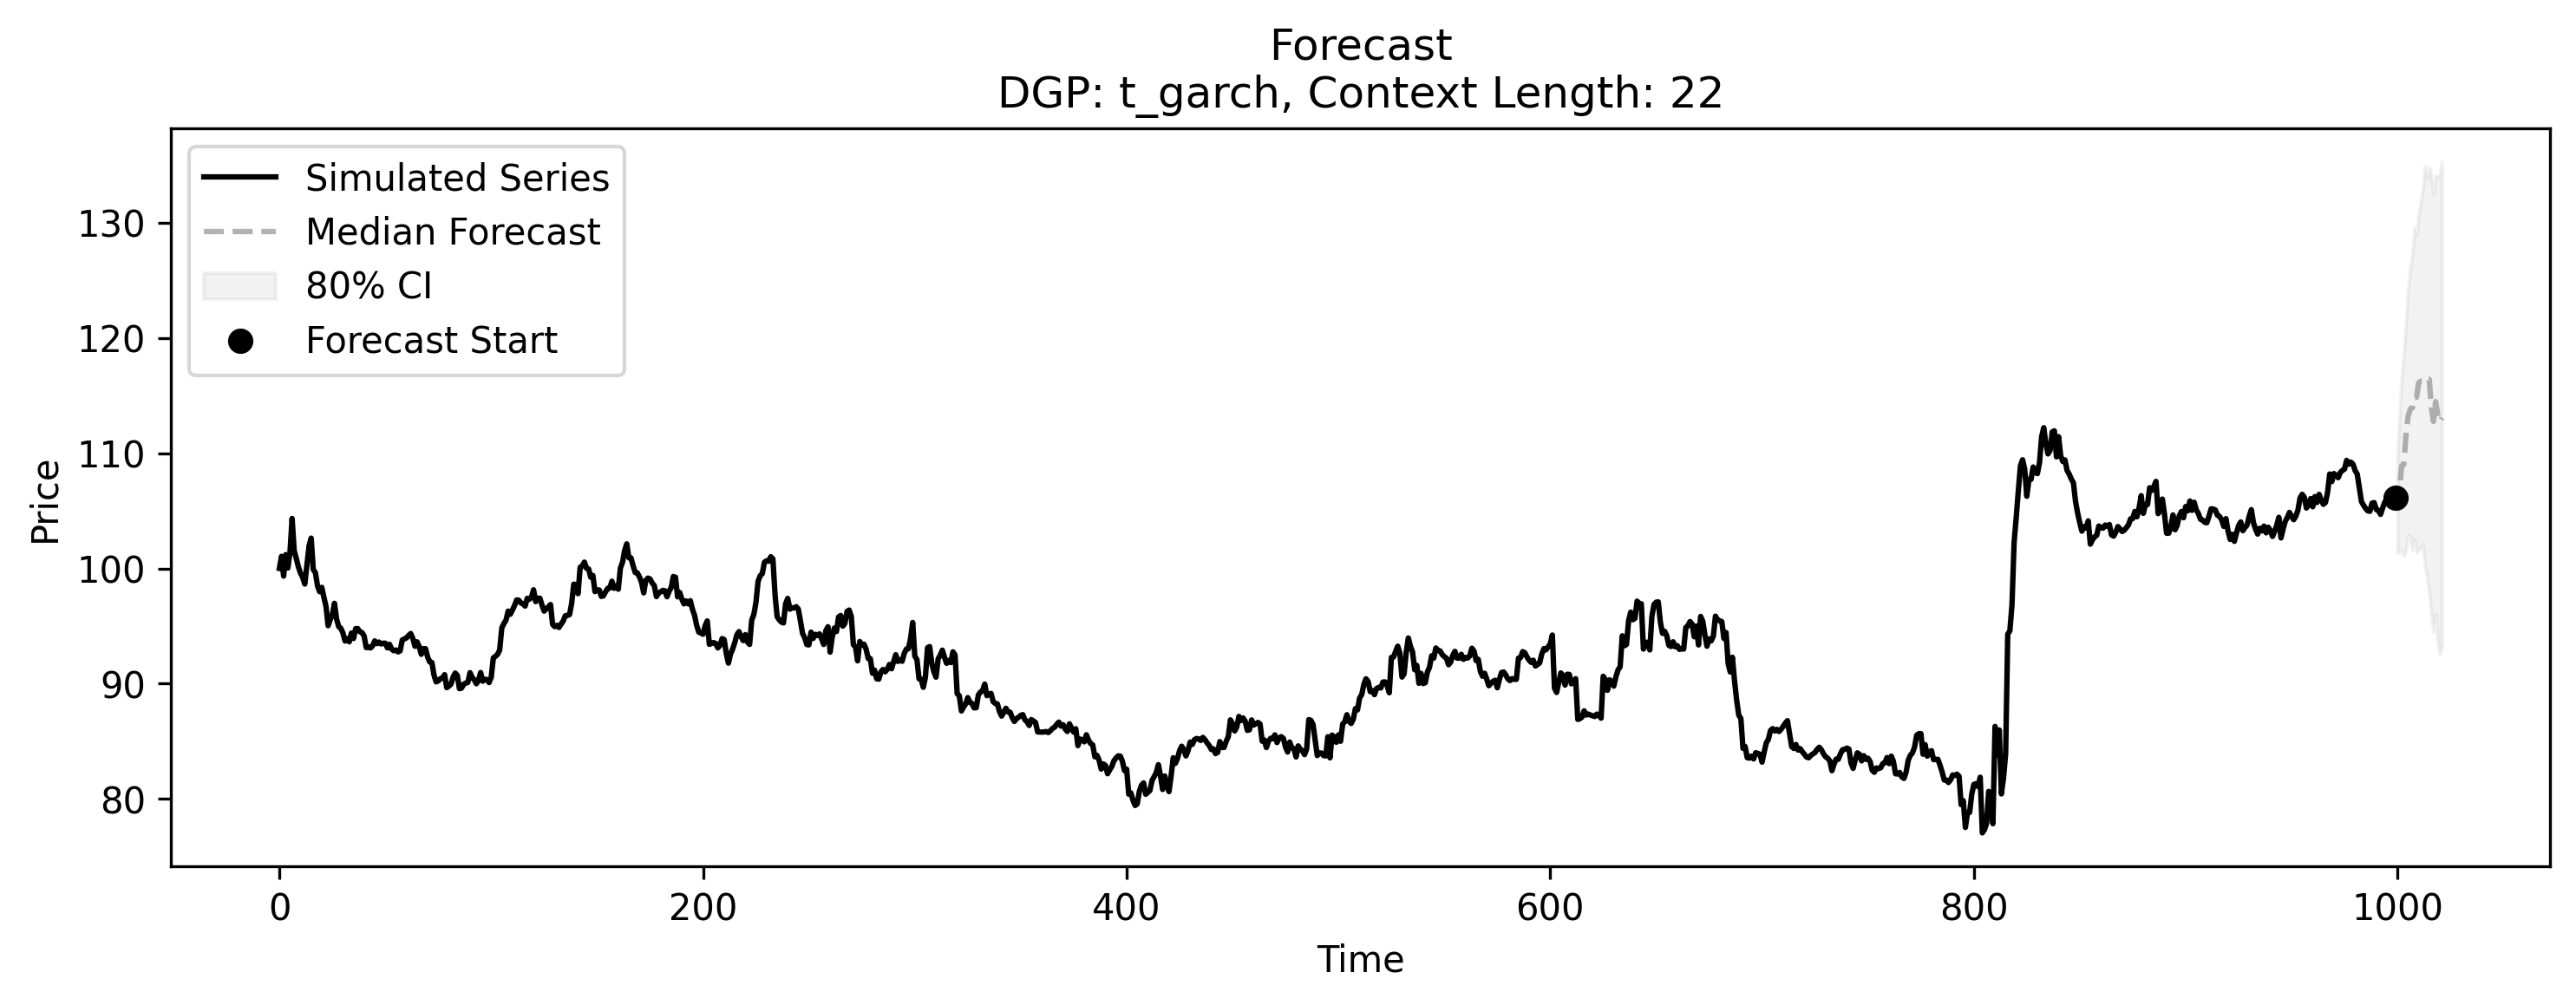 Forecast
DGP: t_garch, Context Length: 22
Simulated Series
Median Forecast
80% CI
Forecast Start
Price
130
120
110
100
90
80
0
200
400
600
800
1000
Time